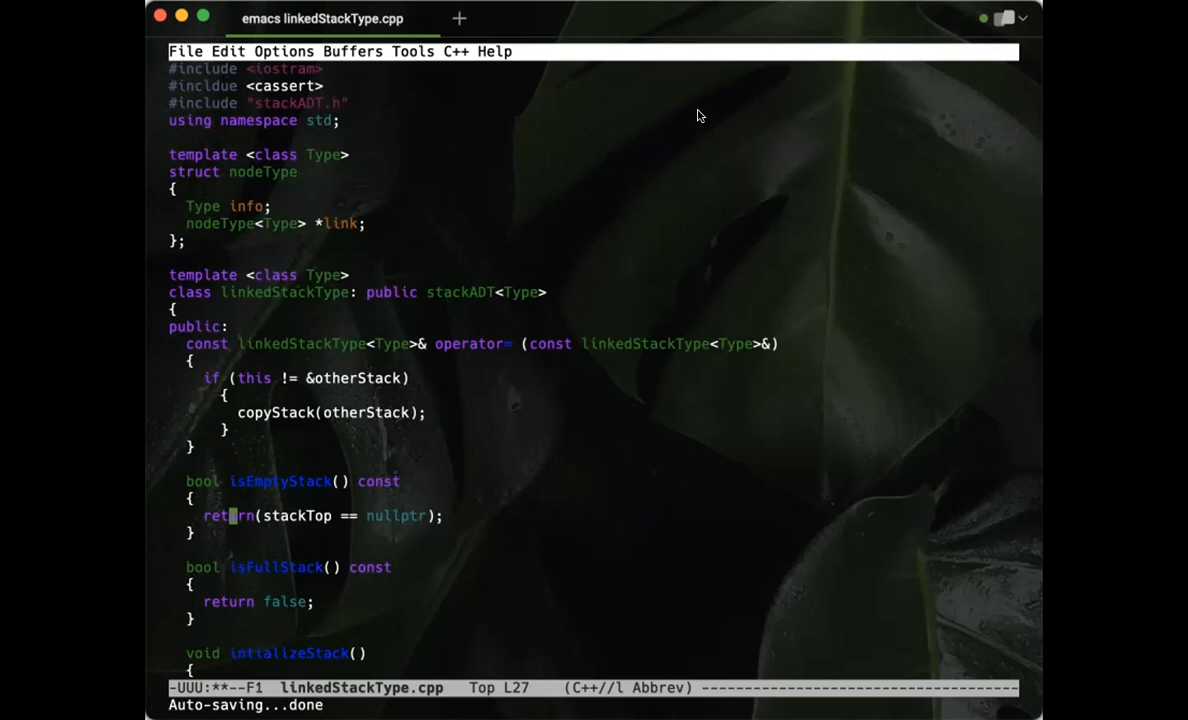 emacs linkedStackType.cpp
File Edit Options Buffers Tools C++ Help
#include <iostram>
#incldue <cassert>
#include "stackADT.h"
using namespace std;
template <class Type>
struct nodeType
{
Type info;
nodeType<Type> *link;
};
template <class Type>
class linkedStackType: public stackADT<Type>
{
public:
const linkedStackType<Type>& operator= (const linkedStackType<Type>&)
{
if (this != &otherStack)
{
copyStack(otherStack);
}
}
bool isEmptyStack() const
{
return(stackTop == nullptr);
}
bool isFullStack() const
{
return false;
}
void intializeStack()
{
-UUU:**--F1  linkedStackType.cpp   Top L27    (C++//l Abbrev) -------------------------------------
Auto-saving...done